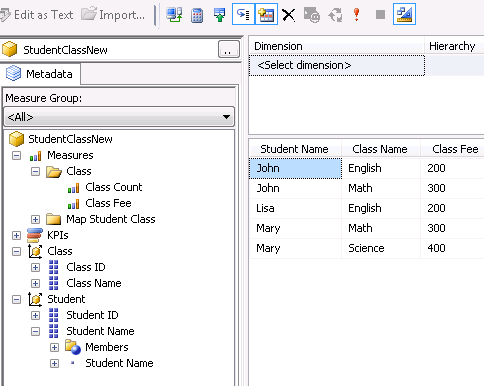 Edit as Text Import...
StudentClassNew ..
Metadata
Measure Group:
<All>
StudentClassNew
Measures
Class
Class Count
Class Fee
Map Student Class
KPIs
Class
Class ID
Class Name
Student
Student ID
Student Name
Members
Student Name
Dimension Hierarchy
<Select dimension>
Student Name Class Name Class Fee
John English 200
John Math 300
Lisa English 200
Mary Math 300
Mary Science 400